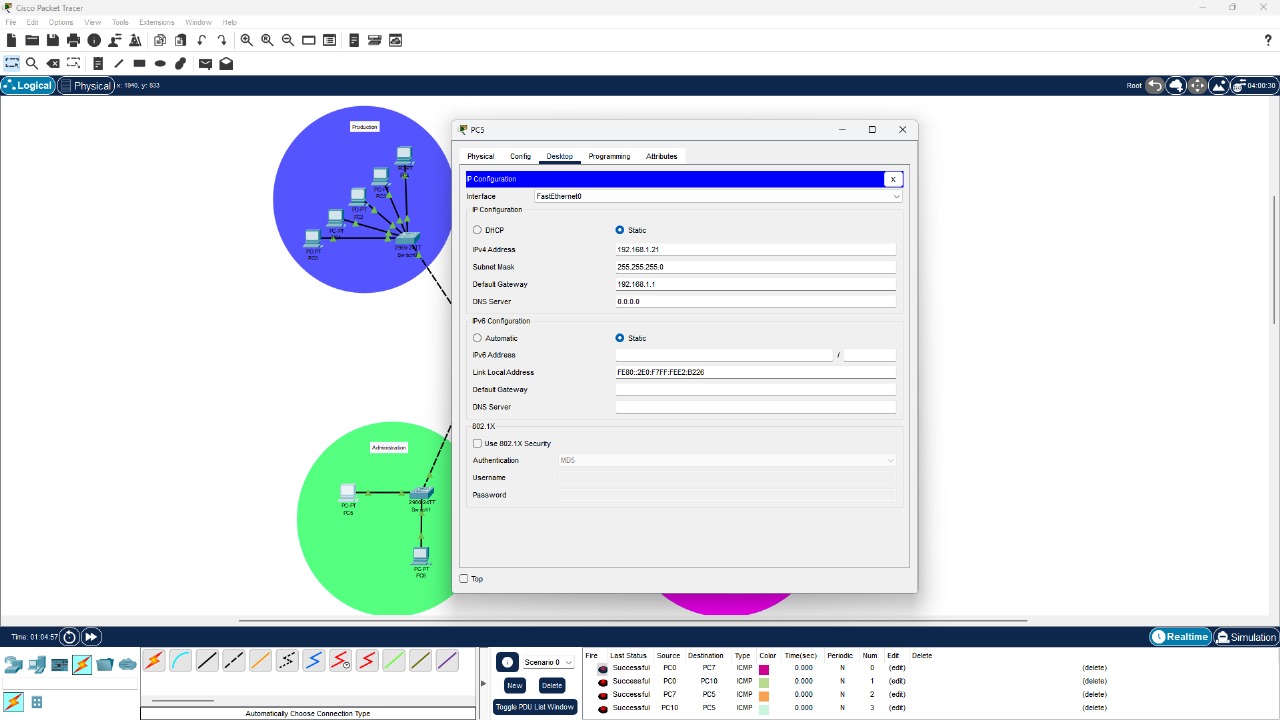 Cisco Packet Tracer
File Edit Options View Tools Extensions Window Help
Logical Physical x: 1940, y: 833 Root 04:00:30
Production
PC-PT
PC2
PC-PT
PC0
2960-24TT
Switch0
Administration
PC-PT
PC5
2960-24TT
Switch1
PC-PT
PC6
PC5
Physical Config Desktop Programming Attributes
IP Configuration X
Interface FastEthernet0
IP Configuration
DHCP Static
IPv4 Address 192.168.1.21
Subnet Mask 255.255.255.0
Default Gateway 192.168.1.1
DNS Server 0.0.0.0
IPv6 Configuration
Automatic Static
IPv6 Address /
Link Local Address FE80::2E0:F7FF:FEE2:B226
Default Gateway
DNS Server
802.1X
Use 802.1X Security
Authentication MD5
Username
Password
Top
Time: 01:04:57 Realtime Simulation
Automatically Choose Connection Type
Scenario 0
New Delete
Toggle PDU List Window
Fire Last Status Source Destination Type Color Time(sec) Periodic Num Edit Delete
Successful PC0 PC7 ICMP 0.000 N 0 (edit) (delete)
Successful PC0 PC10 ICMP 0.000 N 1 (edit) (delete)
Successful PC7 PC5 ICMP 0.000 N 2 (edit) (delete)
Successful PC10 PC5 ICMP 0.000 N 3 (edit) (delete)